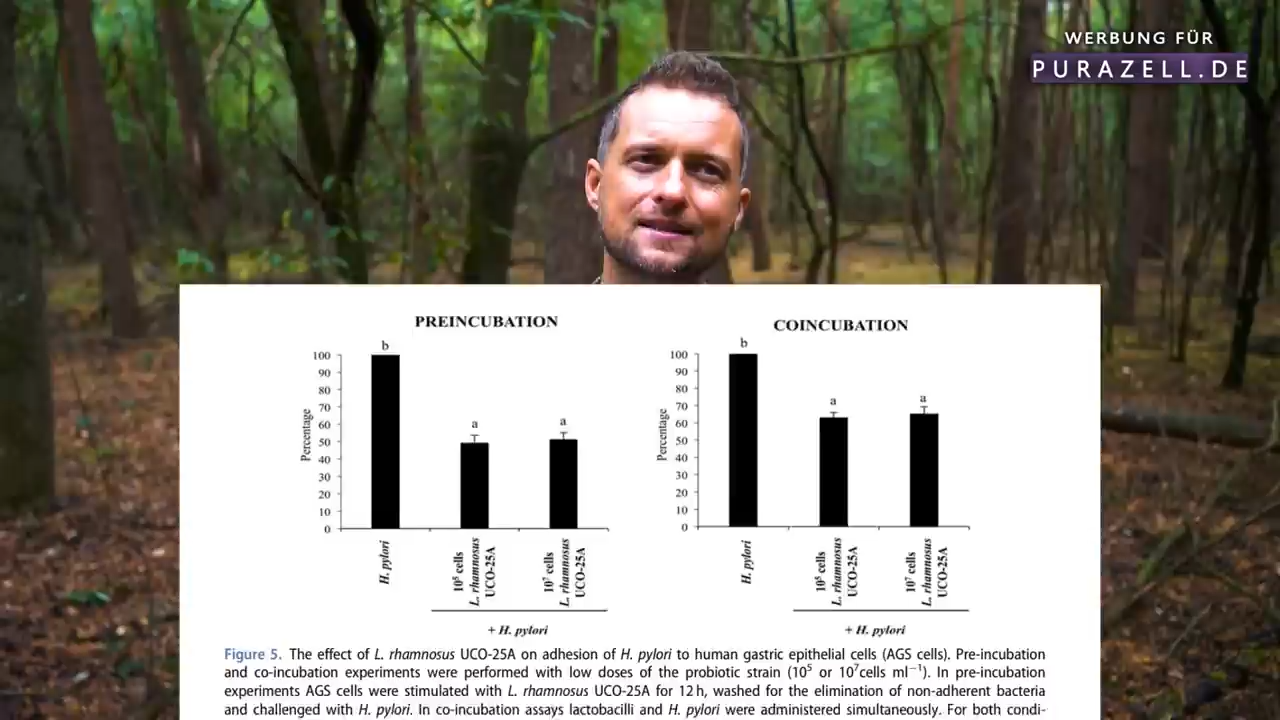 WERBUNG FÜR
PURAZELL.DE
PREINCUBATION
b
100
90
80
70
60
50
40
30
20
10
0
Percentage
a
a
H. pylori
10⁵ cells
L. rhamnosus
UCO-25A
10⁷ cells
L. rhamnosus
UCO-25A
+ H. pylori
COINCUBATION
b
100
90
80
70
60
50
40
30
20
10
0
Percentage
a
a
H. pylori
10⁵ cells
L. rhamnosus
UCO-25A
10⁷ cells
L. rhamnosus
UCO-25A
+ H. pylori
Figure 5. The effect of L. rhamnosus UCO-25A on adhesion of H. pylori to human gastric epithelial cells (AGS cells). Pre-incubation
and co-incubation experiments were performed with low doses of the probiotic strain (10⁵ or 10⁷cells ml⁻¹). In pre-incubation
experiments AGS cells were stimulated with L. rhamnosus UCO-25A for 12 h, washed for the elimination of non-adherent bacteria
and challenged with H. pylori. In co-incubation assays lactobacilli and H. pylori were administered simultaneously. For both condi-